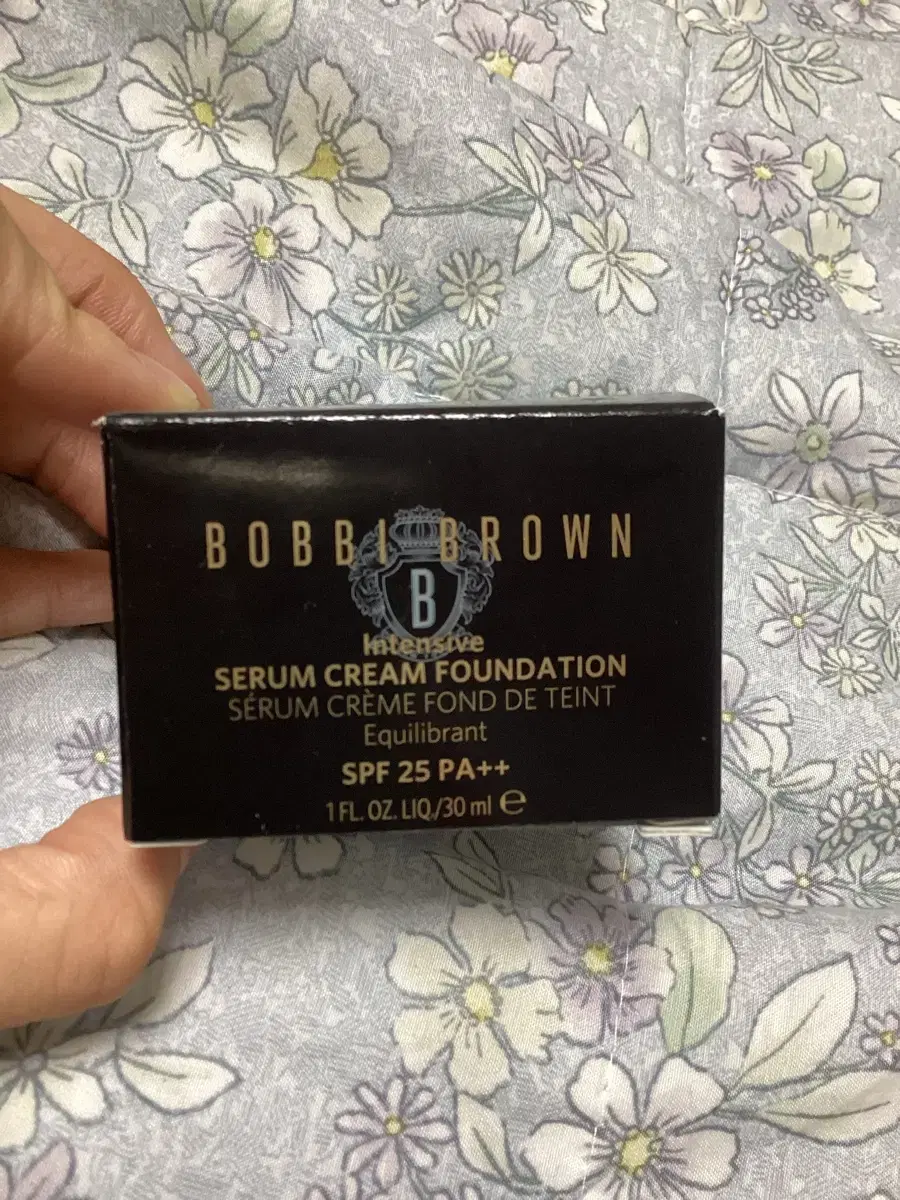 BOBBI BROWN
B
Intensive
SERUM CREAM FOUNDATION
SÉRUM CRÈME FOND DE TEINT
Equilibrant
SPF 25 PA++
1 FL. OZ. LIQ./30 ml ℮